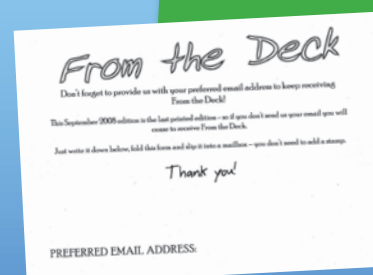 From the Deck
Don't forget to provide us with your preferred email address to keep receiving
From the Deck!
This September 2008 edition is the last printed edition – so if you don't send us your email you will
cease to receive From the Deck.
Just write it down below, fold this form and slip it into a mailbox – you don't need to add a stamp.
Thank you!
PREFERRED EMAIL ADDRESS: